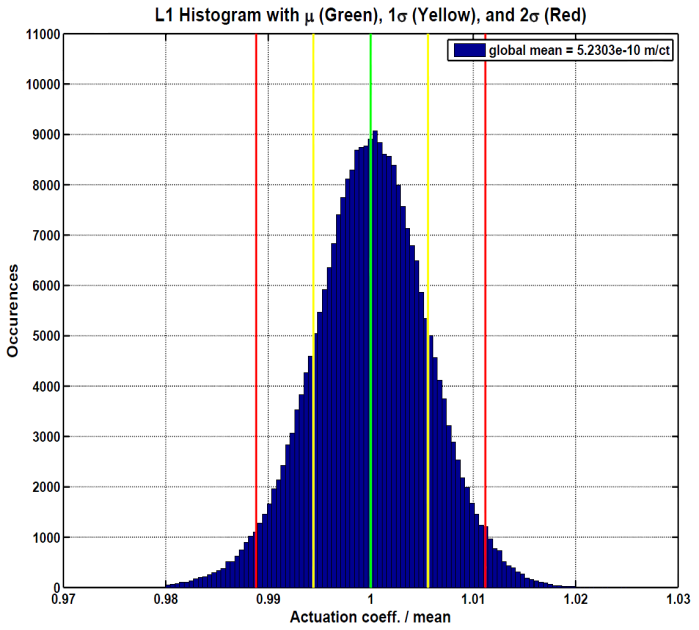 L1 Histogram with μ (Green), 1σ (Yellow), and 2σ (Red)
global mean = 5.2303e-10 m/ct
11000
10000
9000
8000
7000
6000
5000
4000
3000
2000
1000
0
Occurences
0.97 0.98 0.99 1 1.01 1.02 1.03
Actuation coeff. / mean